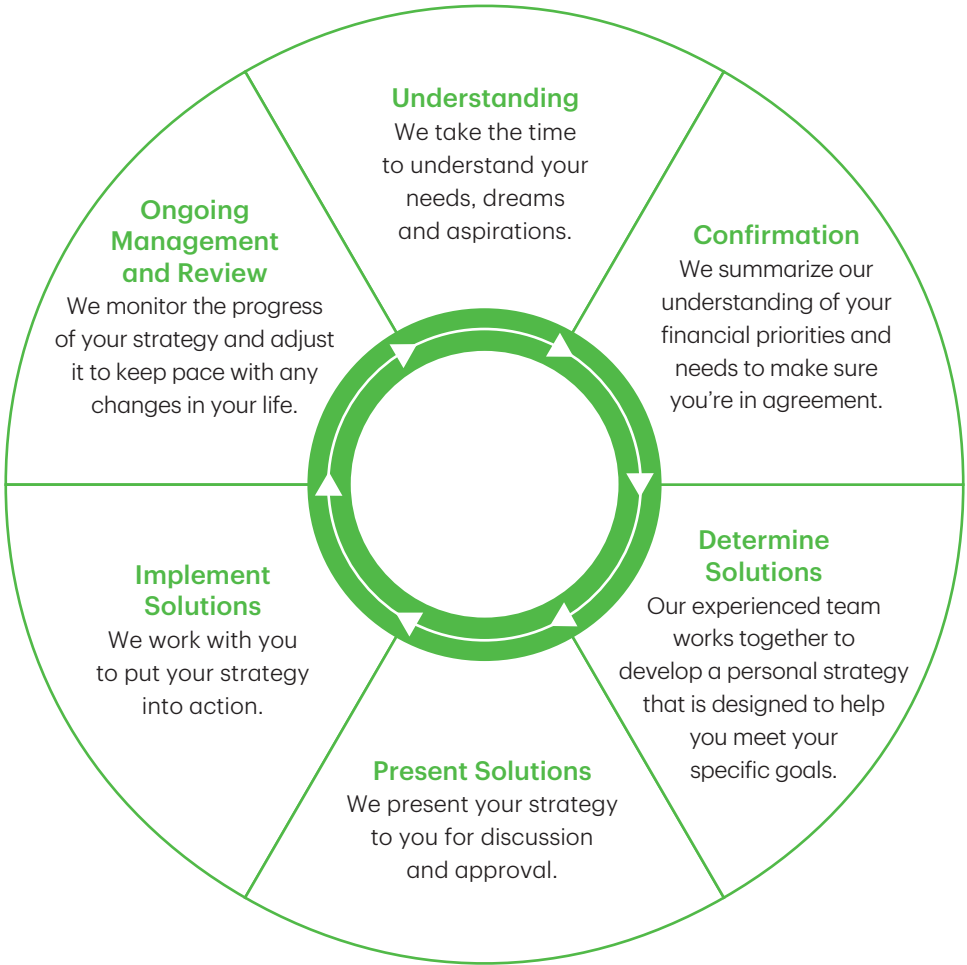 Understanding
We take the time
to understand your
needs, dreams
and aspirations.
Confirmation
We summarize our
understanding of your
financial priorities and
needs to make sure
you’re in agreement.
Determine
Solutions
Our experienced team
works together to
develop a personal strategy
that is designed to help
you meet your
specific goals.
Present Solutions
We present your strategy
to you for discussion
and approval.
Implement
Solutions
We work with you
to put your strategy
into action.
Ongoing
Management
and Review
We monitor the progress
of your strategy and adjust
it to keep pace with any
changes in your life.